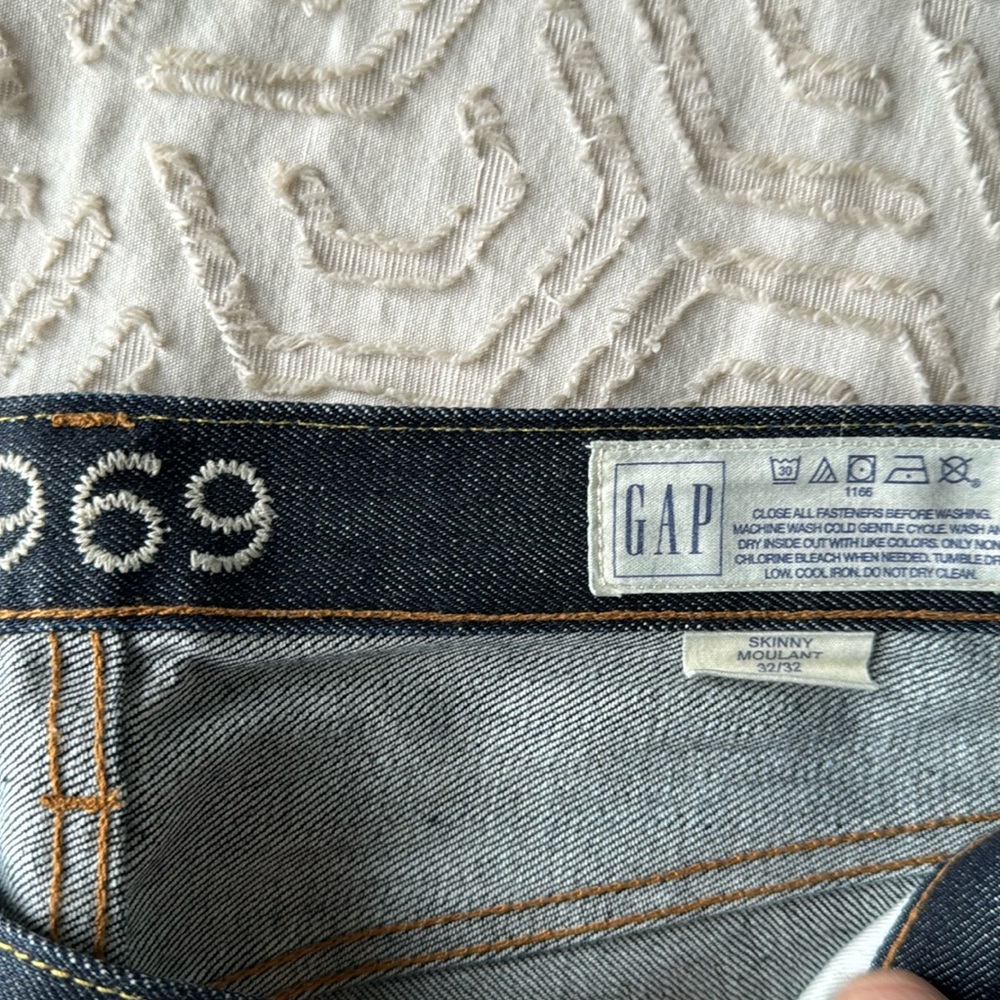 969
GAP
30
1166
CLOSE ALL FASTENERS BEFORE WASHING.
MACHINE WASH COLD GENTLE CYCLE. WASH AN
DRY INSIDE OUT WITH LIKE COLORS. ONLY NON
CHLORINE BLEACH WHEN NEEDED. TUMBLE DR
LOW. COOL IRON. DO NOT DRY CLEAN.
SKINNY
MOULANT
32/32